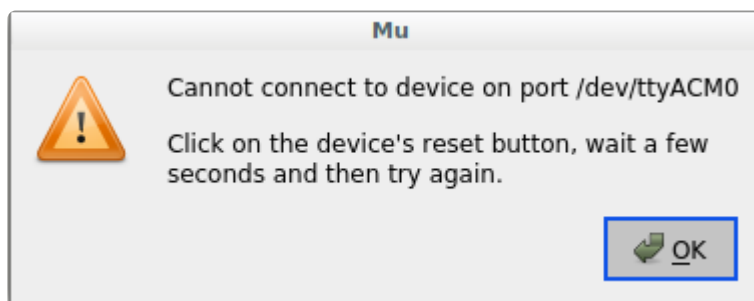 Mu
Cannot connect to device on port /dev/ttyACM0
Click on the device's reset button, wait a few
seconds and then try again.
OK